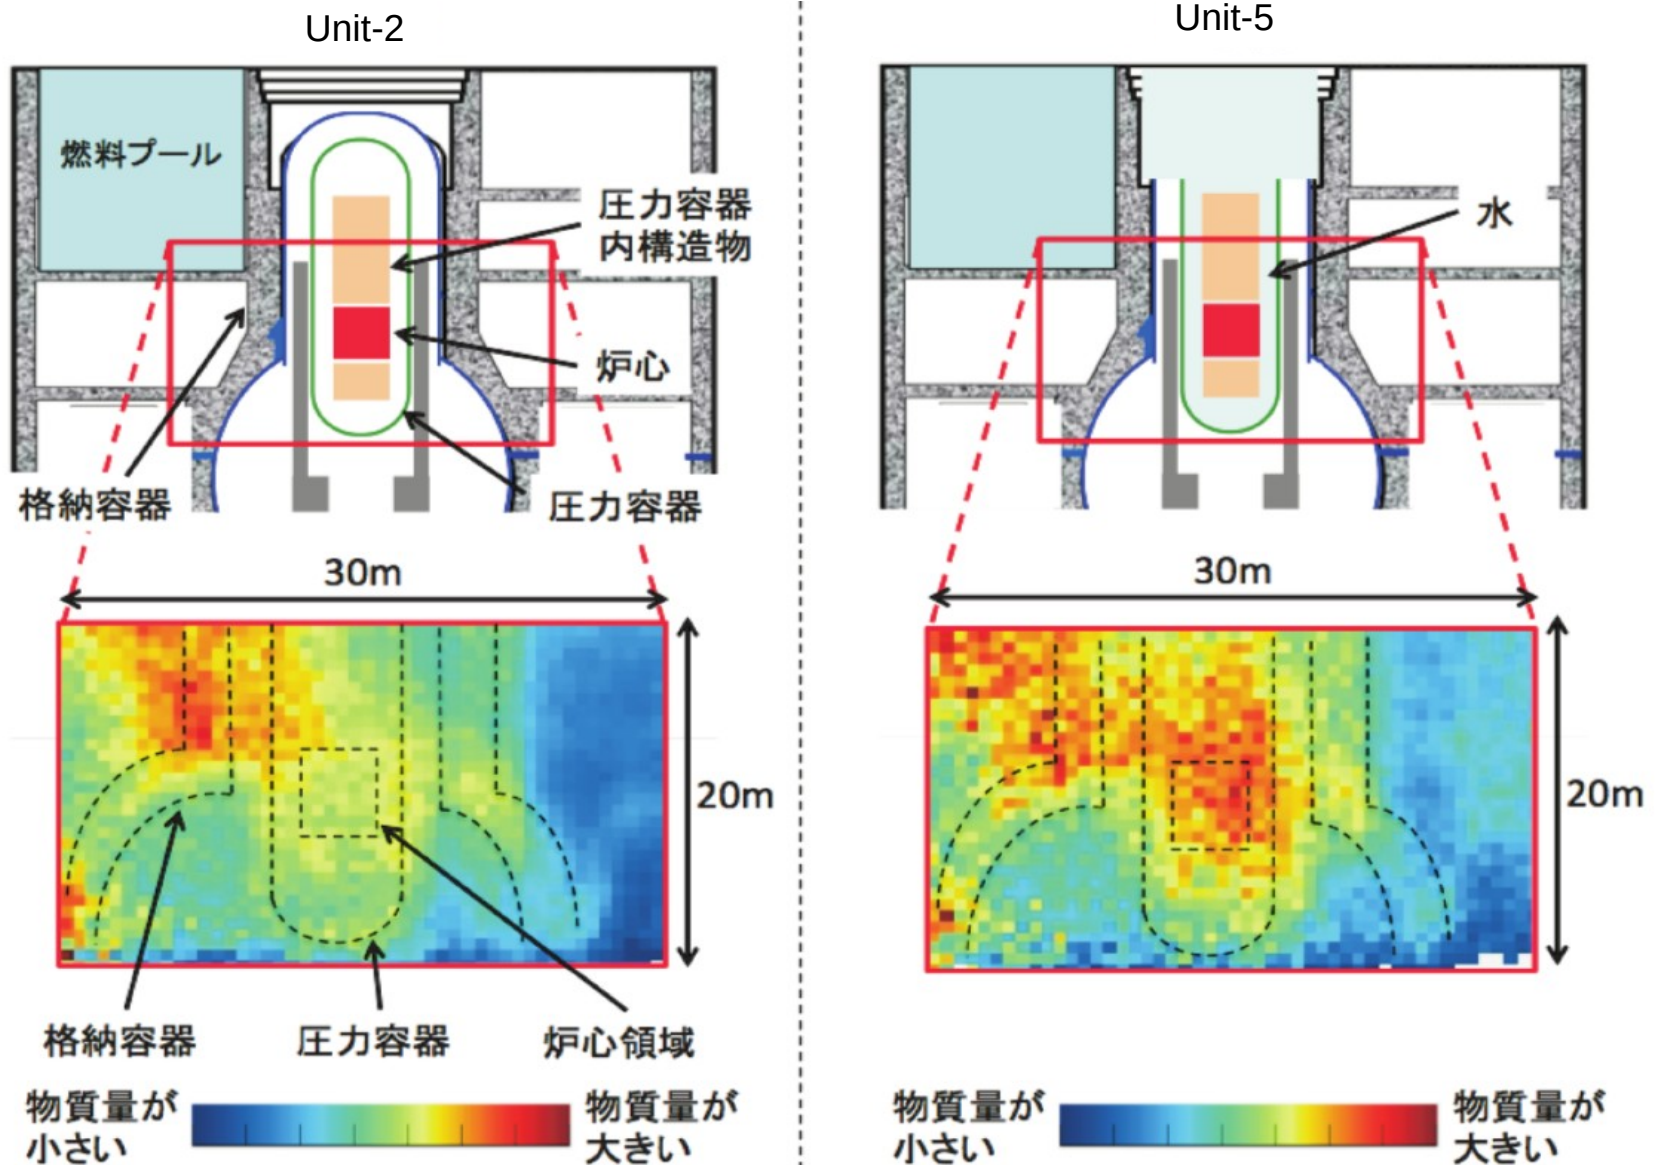 Unit-2
Unit-5
燃料プール
圧力容器
内構造物
炉心
格納容器
圧力容器
水
30m
30m
20m
20m
格納容器
圧力容器
炉心領域
物質量が
小さい
物質量が
大きい
物質量が
小さい
物質量が
大きい